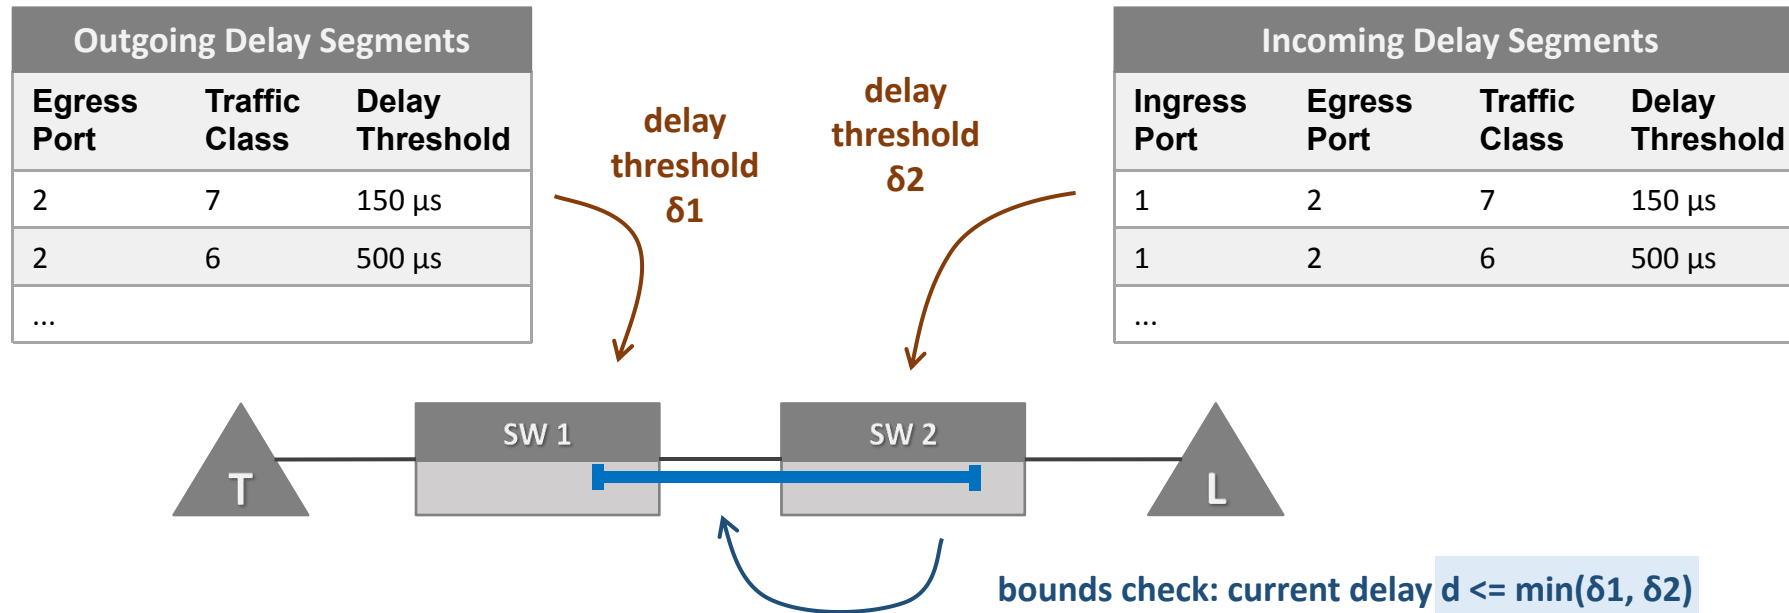 Outgoing Delay Segments
Egress Port	Traffic Class	Delay Threshold
2	7	150 µs
2	6	500 µs
...
delay
threshold
δ1
delay
threshold
δ2
Incoming Delay Segments
Ingress Port	Egress Port	Traffic Class	Delay Threshold
1	2	7	150 µs
1	2	6	500 µs
...
T
SW 1
SW 2
L
bounds check: current delay d <= min(δ1, δ2)